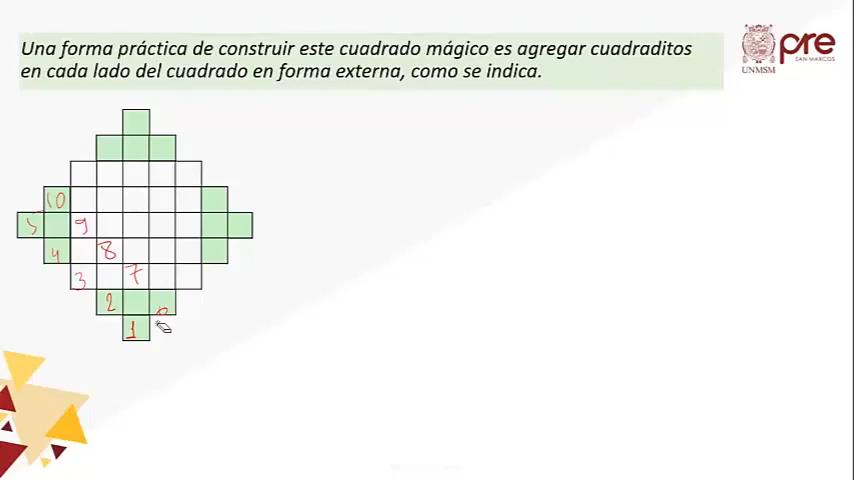 Una forma práctica de construir este cuadrado mágico es agregar cuadraditos
en cada lado del cuadrado en forma externa, como se indica.
UNMSM
pre
SAN MARCOS
10
5
9
4
8
3
7
2
1